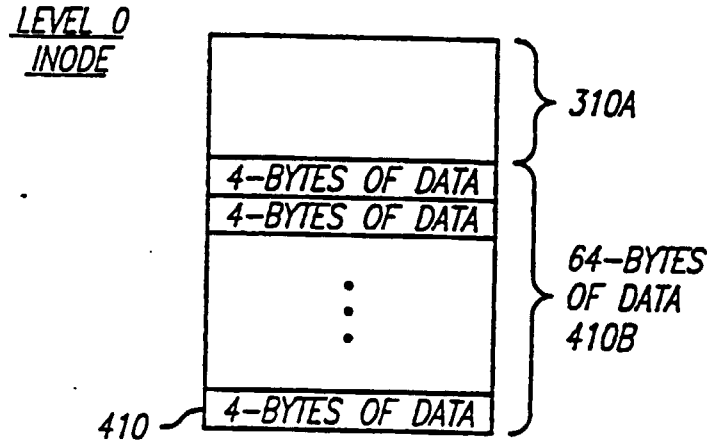 LEVEL 0
INODE
310A
4-BYTES OF DATA
4-BYTES OF DATA
64-BYTES
OF DATA
410B
410
4-BYTES OF DATA